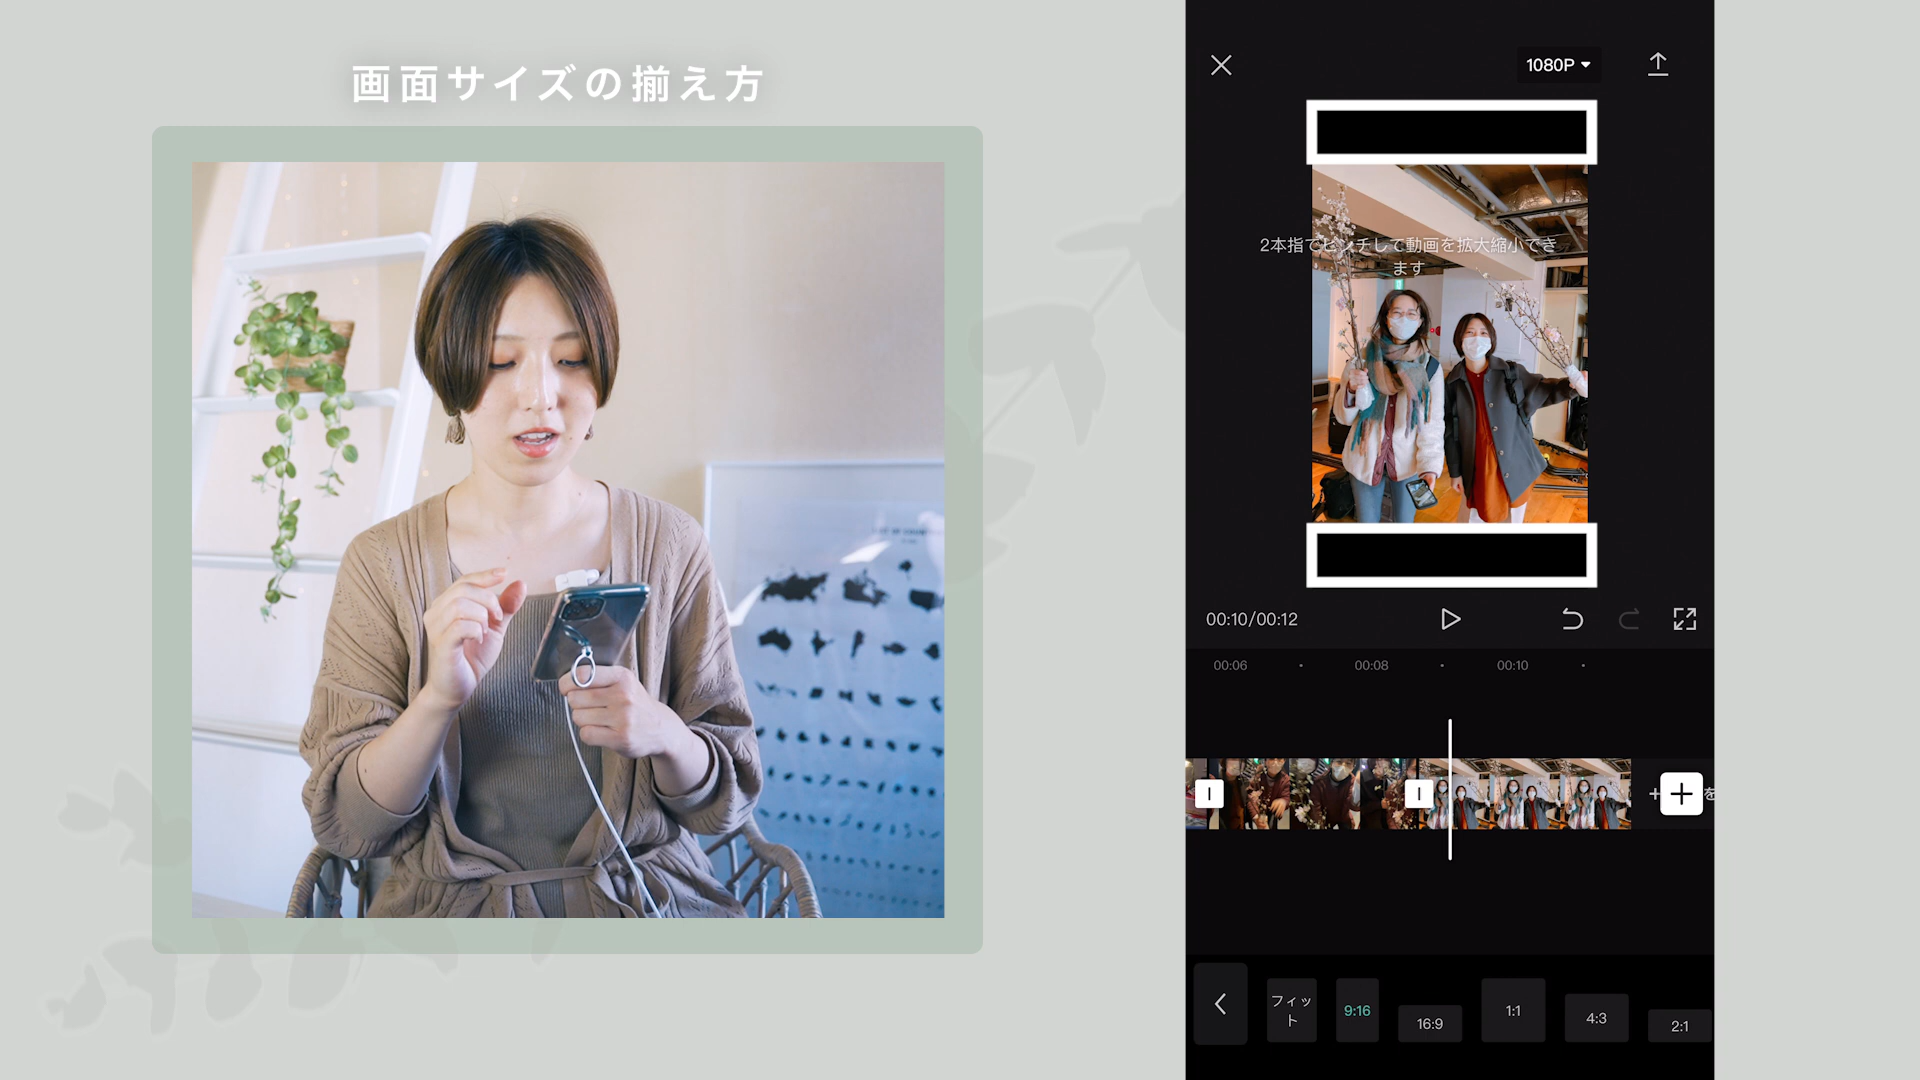 画面サイズの揃え方
1080P
2本指でピンチして動画を拡大縮小でき
ます
00:10/00:12
00:06
00:08
00:10
+
を
フィッ
ト
9:16
16:9
1:1
4:3
2:1